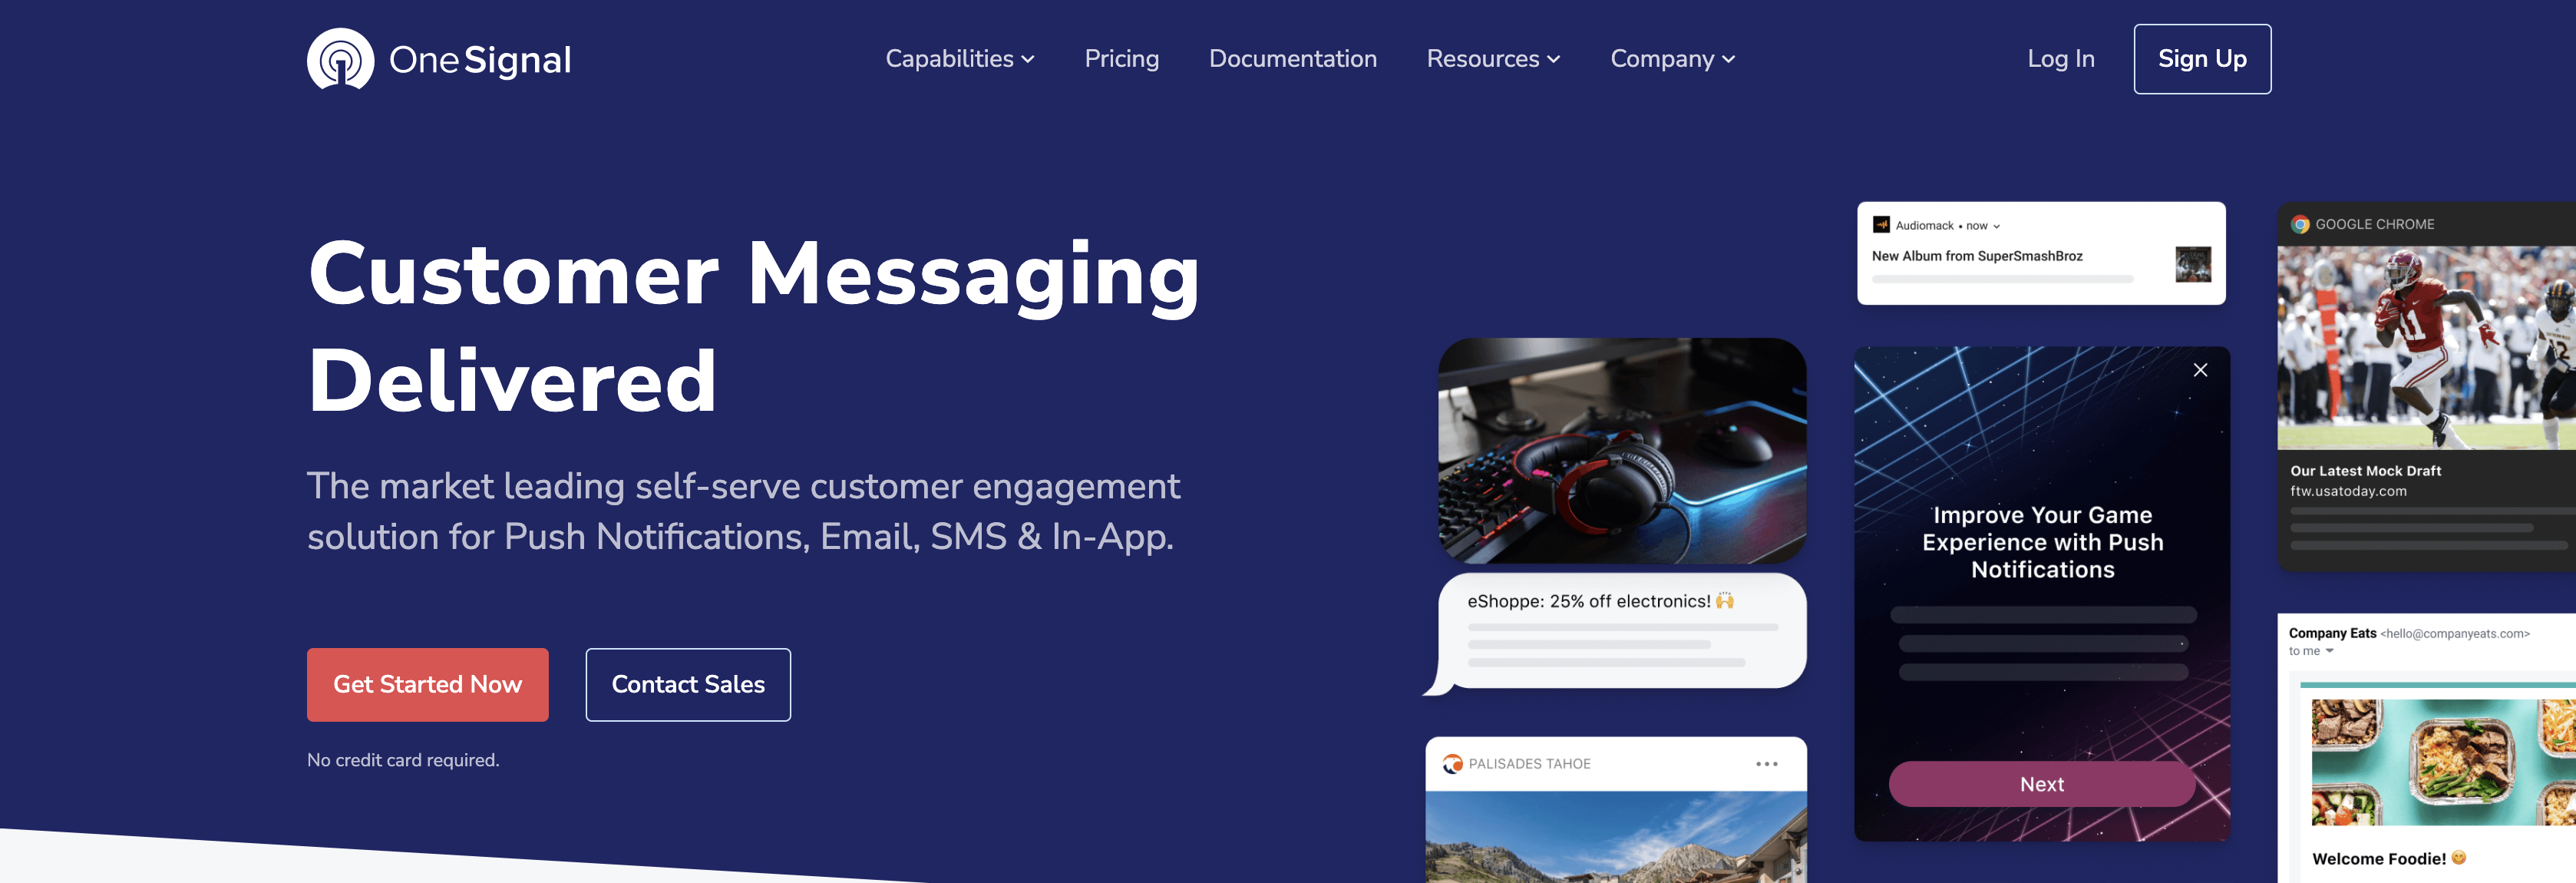 OneSignal
Capabilities
Pricing
Documentation
Resources
Company
Log In
Sign Up
Customer Messaging
Delivered
The market leading self-serve customer engagement
solution for Push Notifications, Email, SMS & In-App.
Get Started Now
Contact Sales
No credit card required.
eShoppe: 25% off electronics! 🙌
PALISADES TAHOE
Audiomack • now
New Album from SuperSmashBroz
Improve Your Game
Experience with Push
Notifications
Next
GOOGLE CHROME
11
Our Latest Mock Draft
ftw.usatoday.com
Company Eats <hello@companyeats.com>
to me
Welcome Foodie! 😋